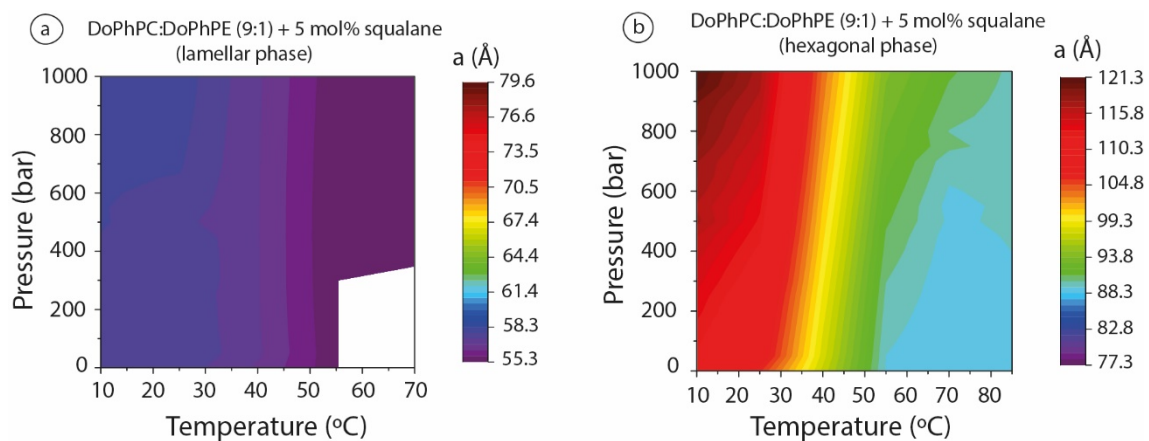 a DoPhPC:DoPhPE (9:1) + 5 mol% squalane
(lamellar phase)
a (Å)
1000
800
600
400
200
0
Pressure (bar)
10 20 30 40 50 60 70
Temperature (ºC)
79.6
76.6
73.5
70.5
67.4
64.4
61.4
58.3
55.3
b DoPhPC:DoPhPE (9:1) + 5 mol% squalane
(hexagonal phase)
a (Å)
1000
800
600
400
200
0
Pressure (bar)
10 20 30 40 50 60 70 80
Temperature (ºC)
121.3
115.8
110.3
104.8
99.3
93.8
88.3
82.8
77.3